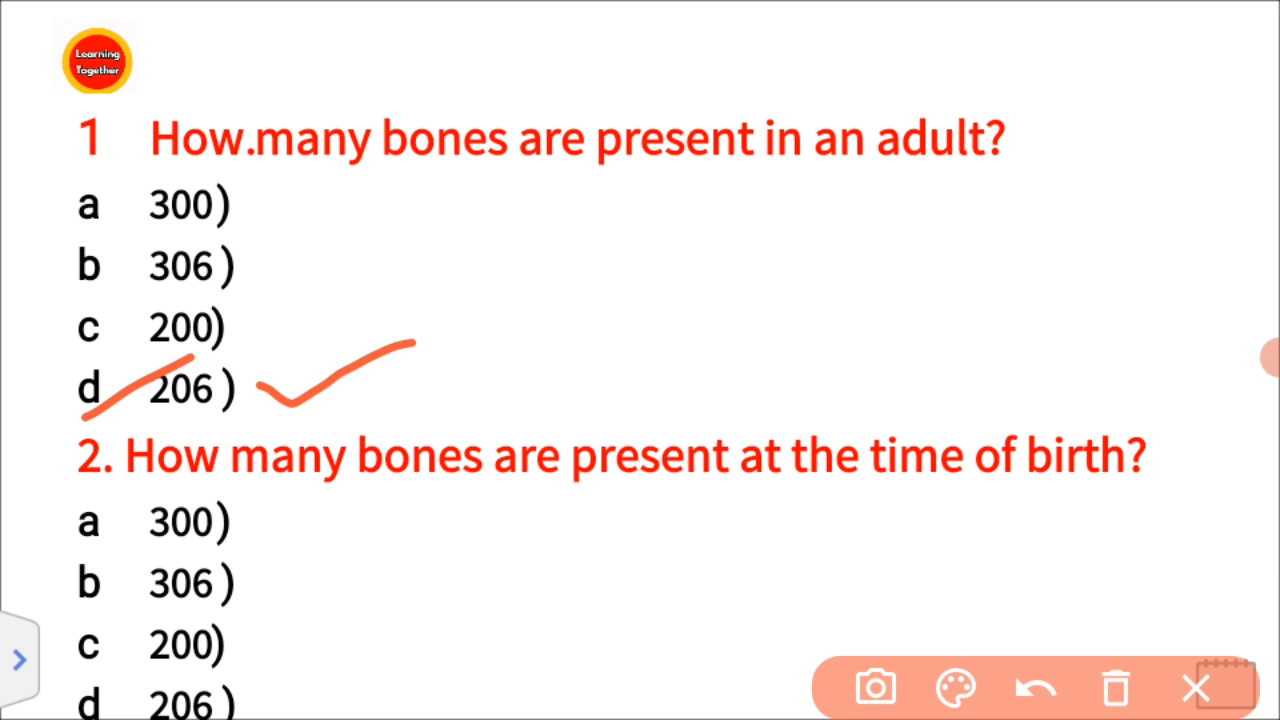 Learning
Together
1 How.many bones are present in an adult?
a 300)
b 306)
c 200)
d 206)
2. How many bones are present at the time of birth?
a 300)
b 306)
c 200)
d 206)